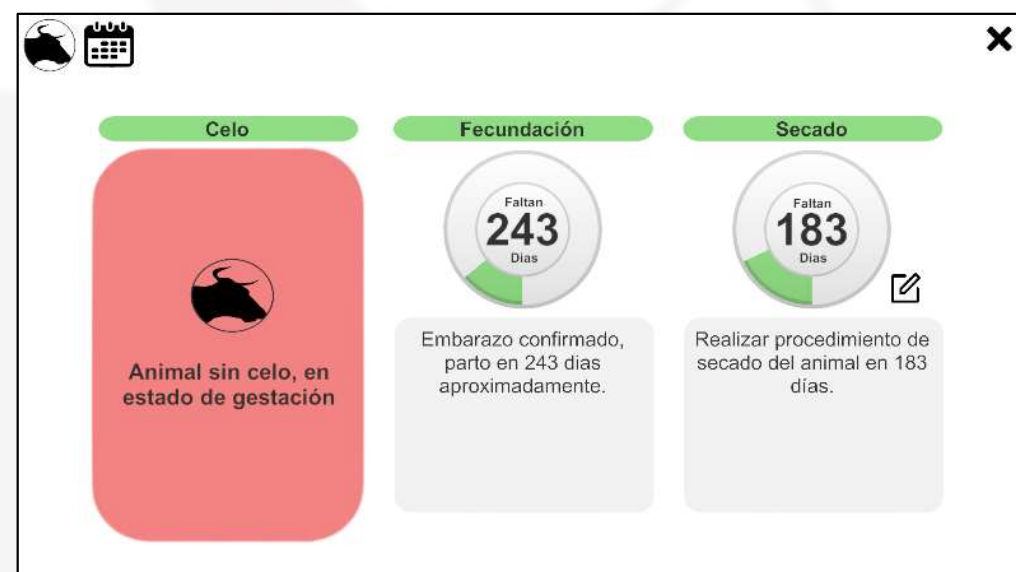 Celo
Animal sin celo, en
estado de gestación
Fecundación
Faltan
243
Dias
Embarazo confirmado,
parto en 243 dias
aproximadamente.
Secado
Faltan
183
Dias
Realizar procedimiento de
secado del animal en 183
días.